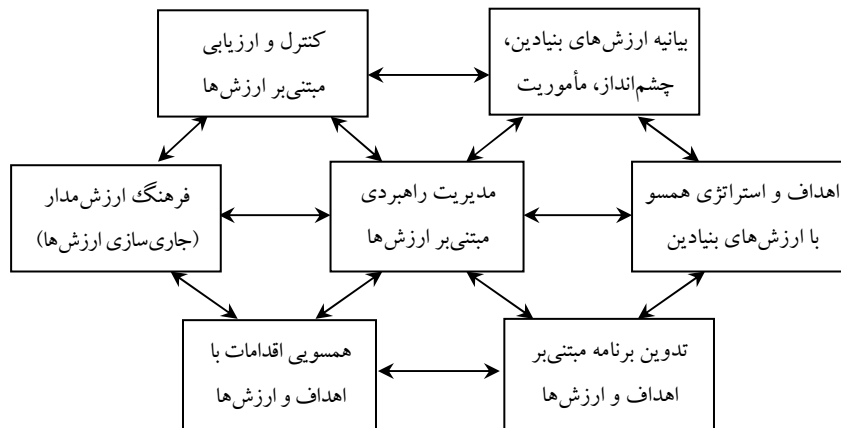 بیانیه ارزش‌های بنیادین،
چشم‌انداز، مأموریت
کنترل و ارزیابی
مبتنی‌بر ارزش‌ها
اهداف و استراتژی همسو
با ارزش‌های بنیادین
مدیریت راهبردی
مبتنی‌بر ارزش‌ها
فرهنگ ارزش‌مدار
(جاری‌سازی ارزش‌ها)
تدوین برنامه مبتنی‌بر
اهداف و ارزش‌ها
همسویی اقدامات با
اهداف و ارزش‌ها